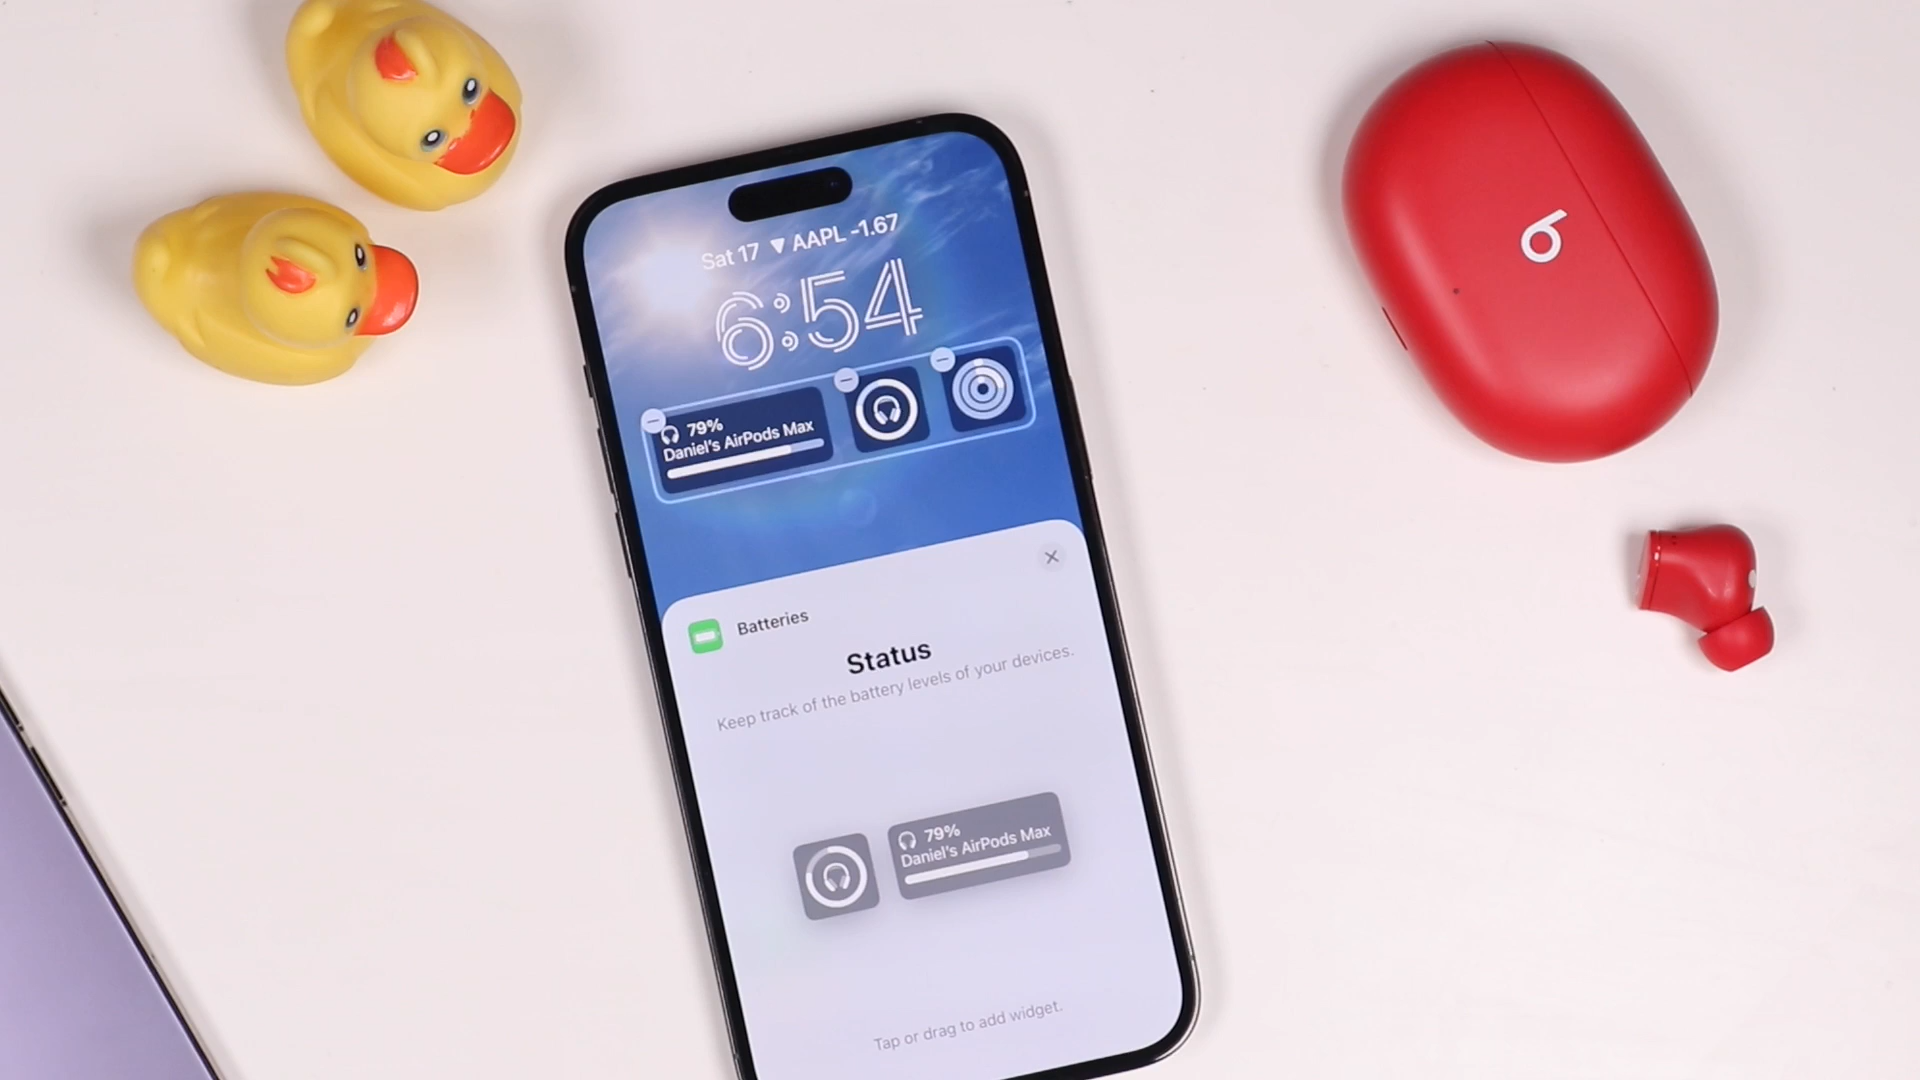 Sat 17 ▼ AAPL -1.67
6:54
79%
Daniel's AirPods Max
Batteries
Status
Keep track of the battery levels of your devices.
79%
Daniel's AirPods Max
Tap or drag to add widget.